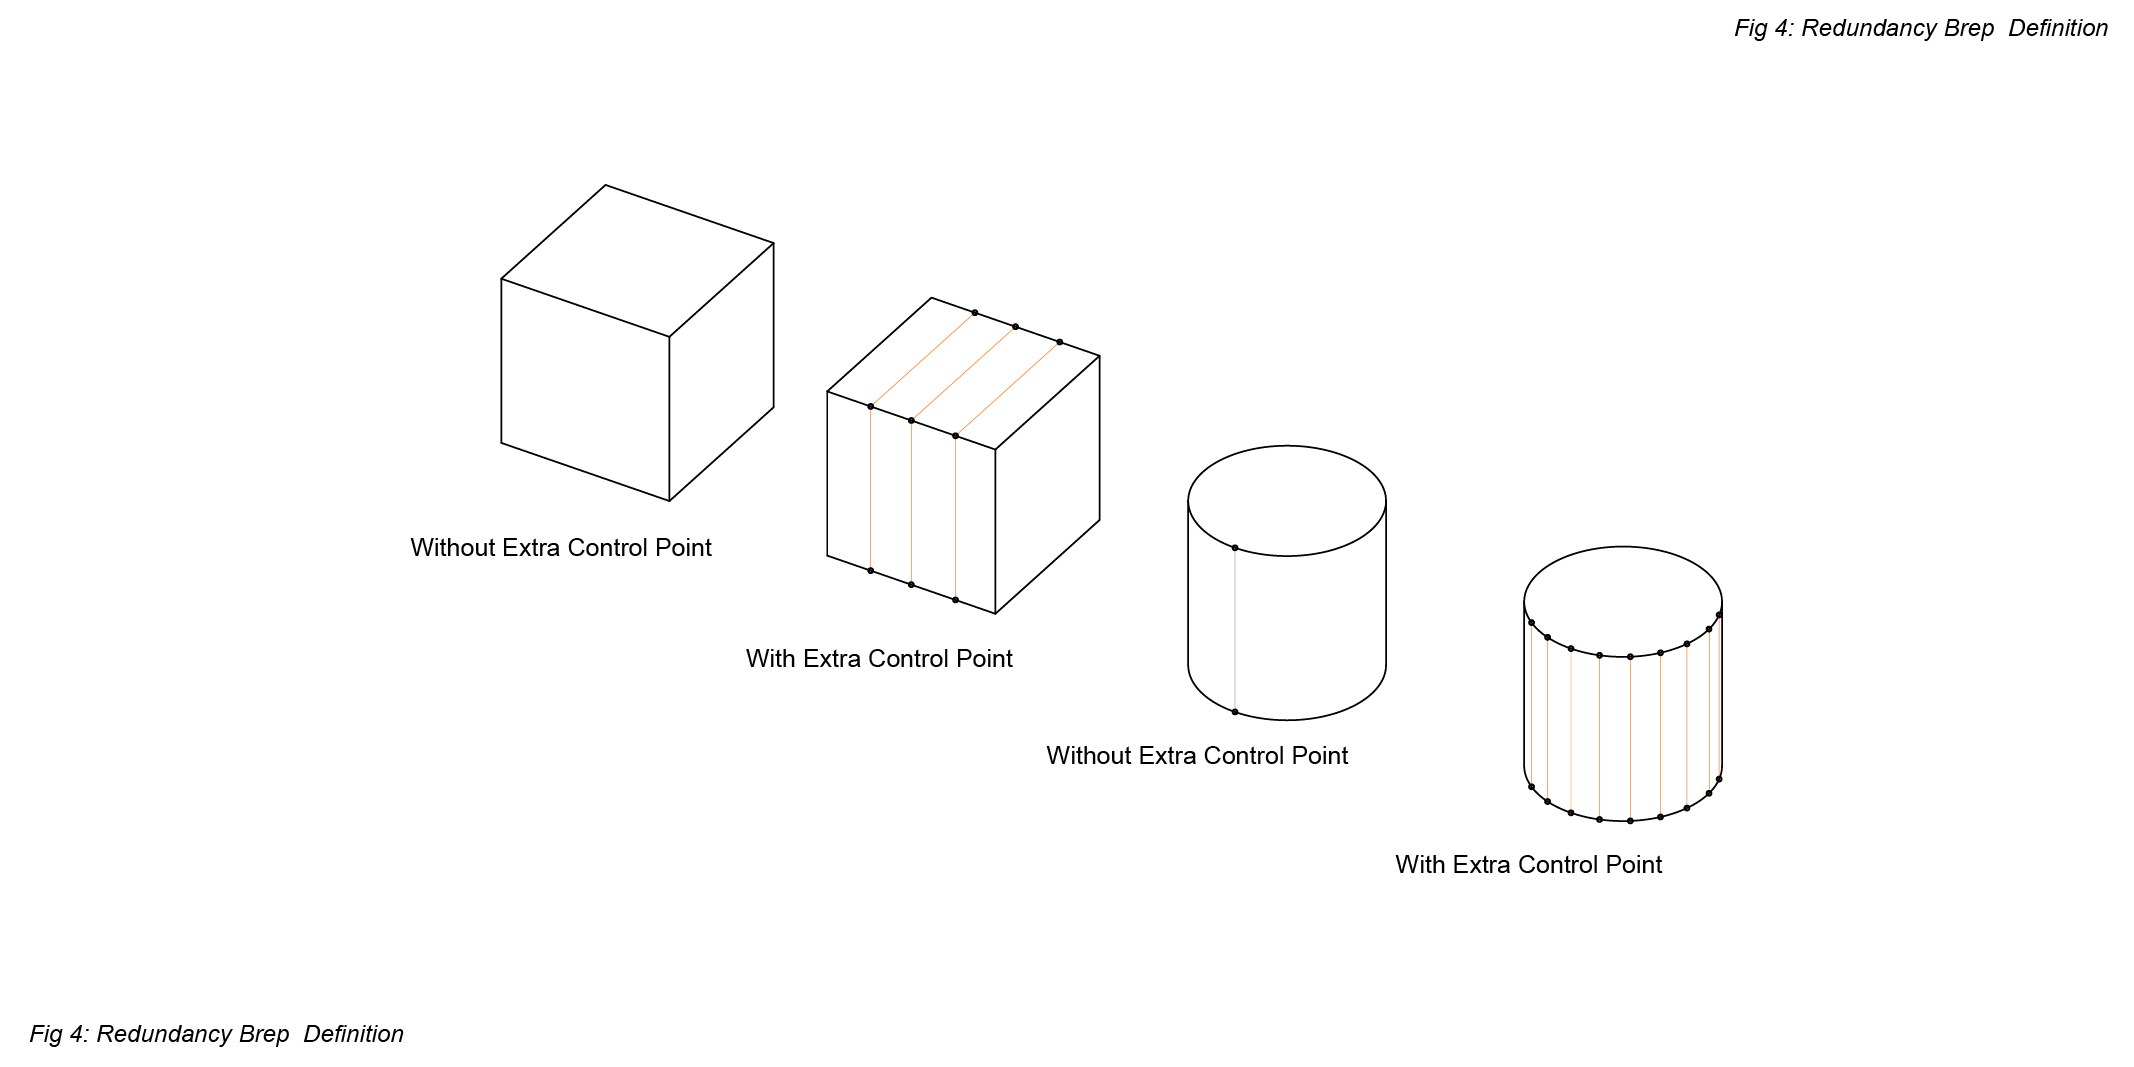 Fig 4: Redundancy Brep  Definition
Without Extra Control Point
With Extra Control Point
Without Extra Control Point
With Extra Control Point
Fig 4: Redundancy Brep  Definition